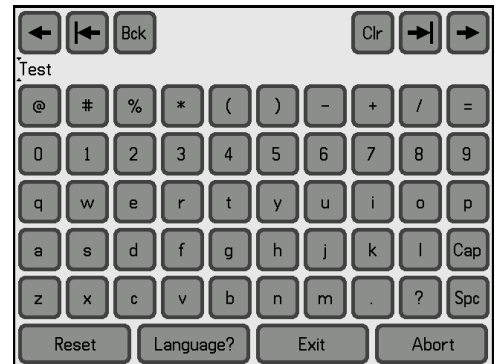 Bck Clr
Test
@ # % * ( ) - + / =
0 1 2 3 4 5 6 7 8 9
q w e r t y u i o p
a s d f g h j k l Cap
z x c v b n m . ? Spc
Reset Language? Exit Abort